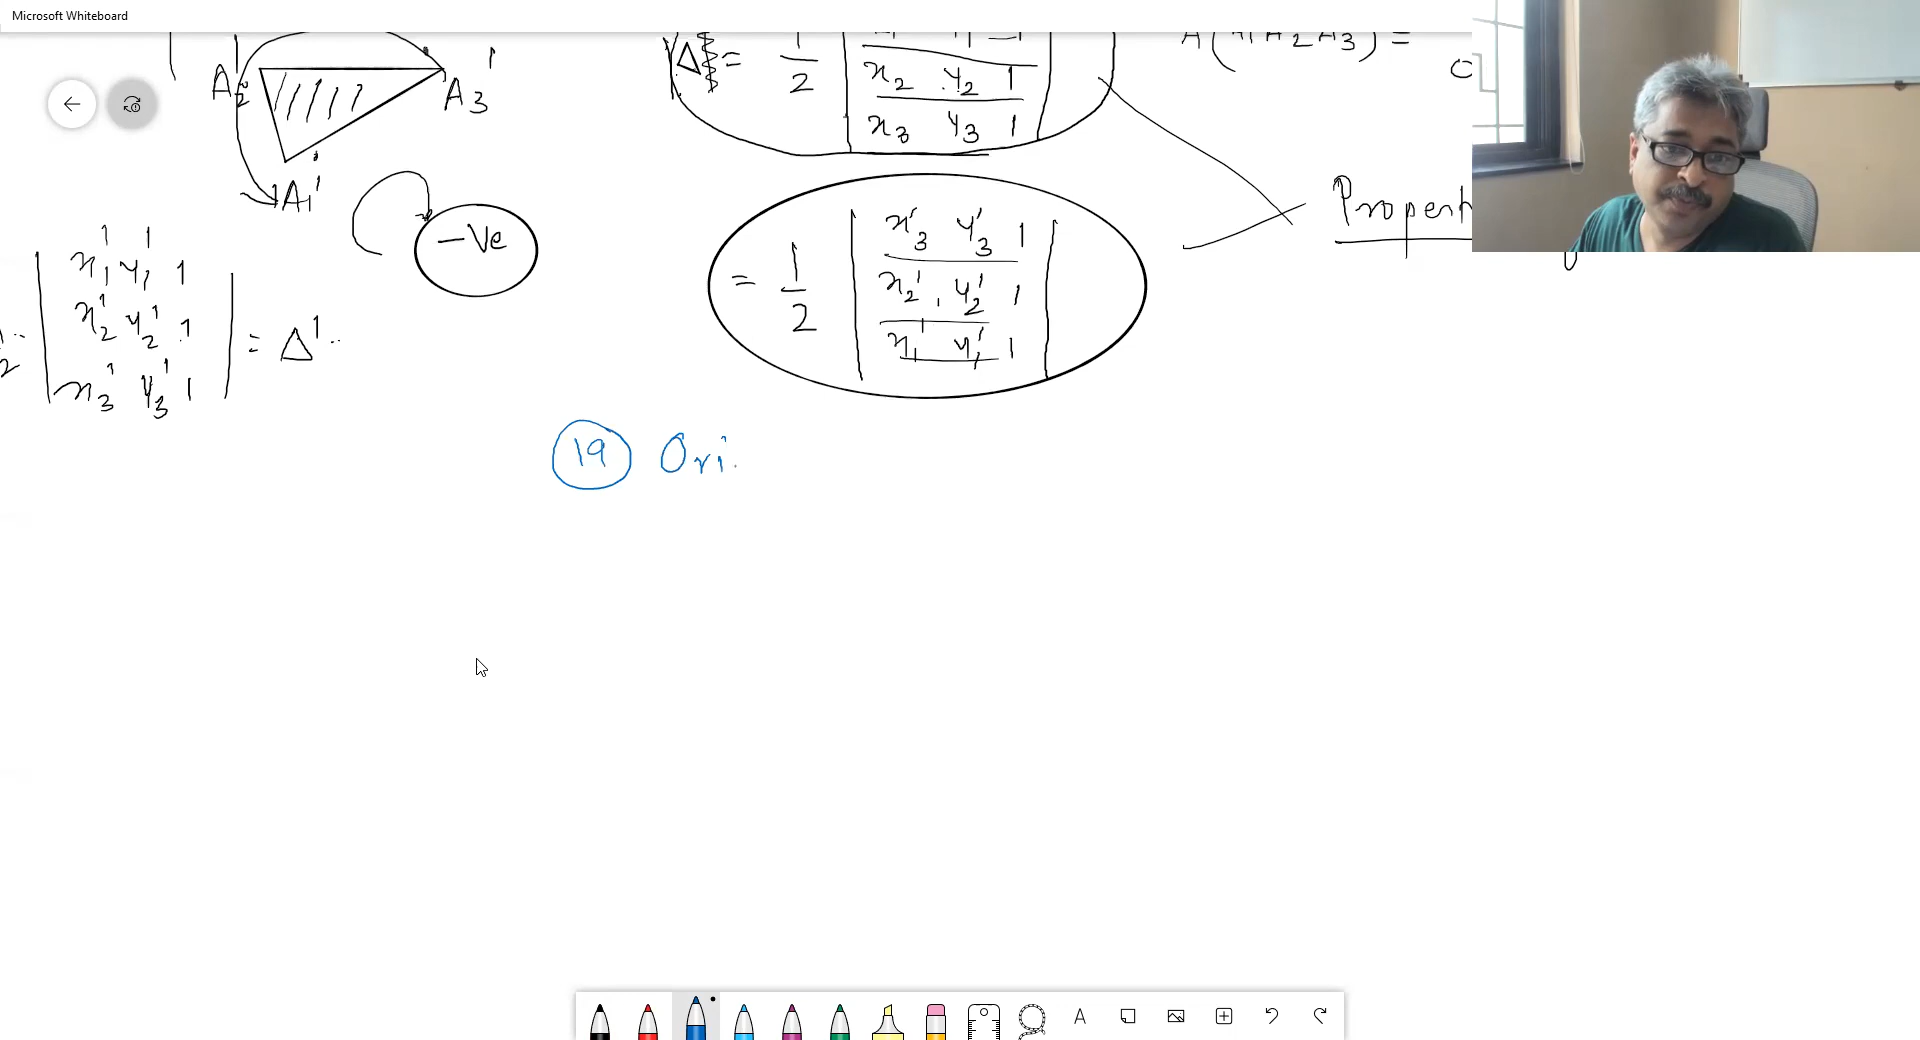 Microsoft Whiteboard
A2' A3'
A1'
Δ = 1/2 | x2 y2 1
x3 y3 1 |
A(A1A2A3) =
-Ve
Propert
= 1/2 | x3' y3' 1
x2' y2' 1
x1' y1' 1 |
| x1' y1' 1
x2' y2' 1
x3' y3' 1 | = Δ'
19 Ori